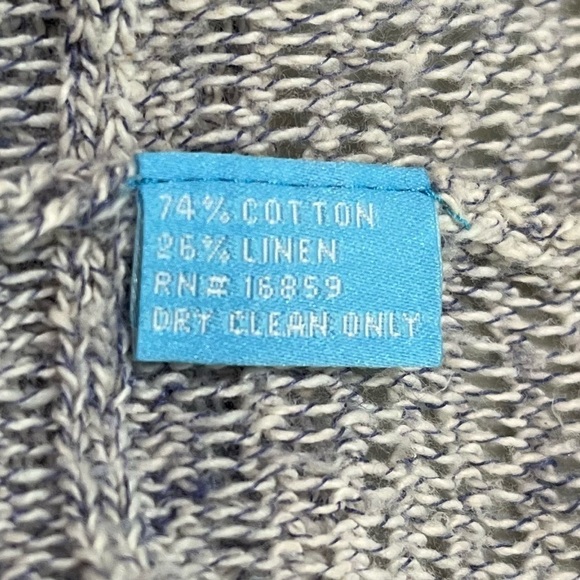 74% COTTON
26% LINEN
RN# 16859
DRY CLEAN ONLY